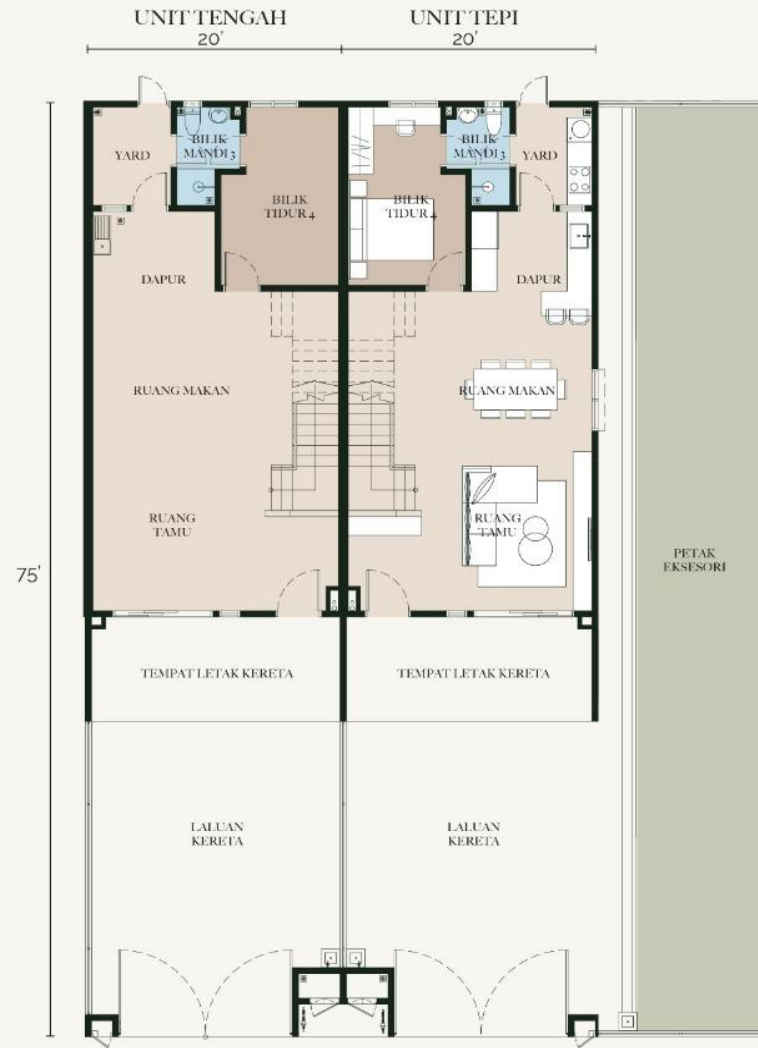 UNIT TENGAH
UNIT TEPI
20'
20'
YARD
BILIK
MANDI 3
BILIK
TIDUR 4
BILIK
TIDUR 4
BILIK
MANDI 3
YARD
DAPUR
DAPUR
RUANG MAKAN
RUANG MAKAN
RUANG
TAMU
RUANG
TAMU
75'
PETAK
EKSESORI
TEMPAT LETAK KERETA
TEMPAT LETAK KERETA
LALUAN
KERETA
LALUAN
KERETA